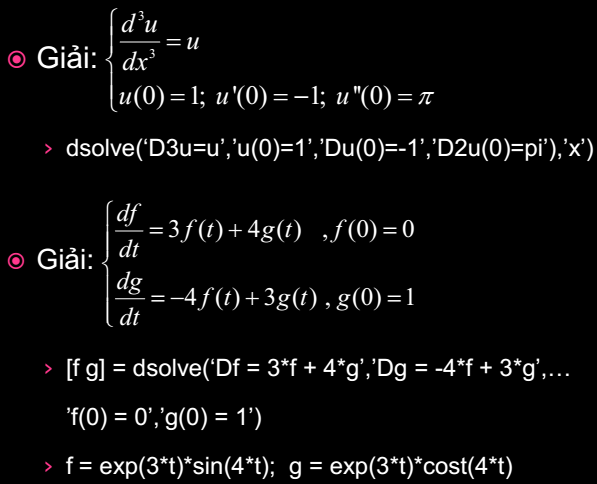 Giải: { d³u/dx³ = u
u(0) = 1; u'(0) = −1; u"(0) = π
› dsolve(‘D3u=u’,’u(0)=1’,’Du(0)=-1’,’D2u(0)=pi’),’x’)
Giải: { df/dt = 3f(t) + 4g(t) , f(0) = 0
dg/dt = −4f(t) + 3g(t) , g(0) = 1
› [f g] = dsolve(‘Df = 3*f + 4*g’,’Dg = -4*f + 3*g’,…
’f(0) = 0’,’g(0) = 1’)
› f = exp(3*t)*sin(4*t); g = exp(3*t)*cost(4*t)